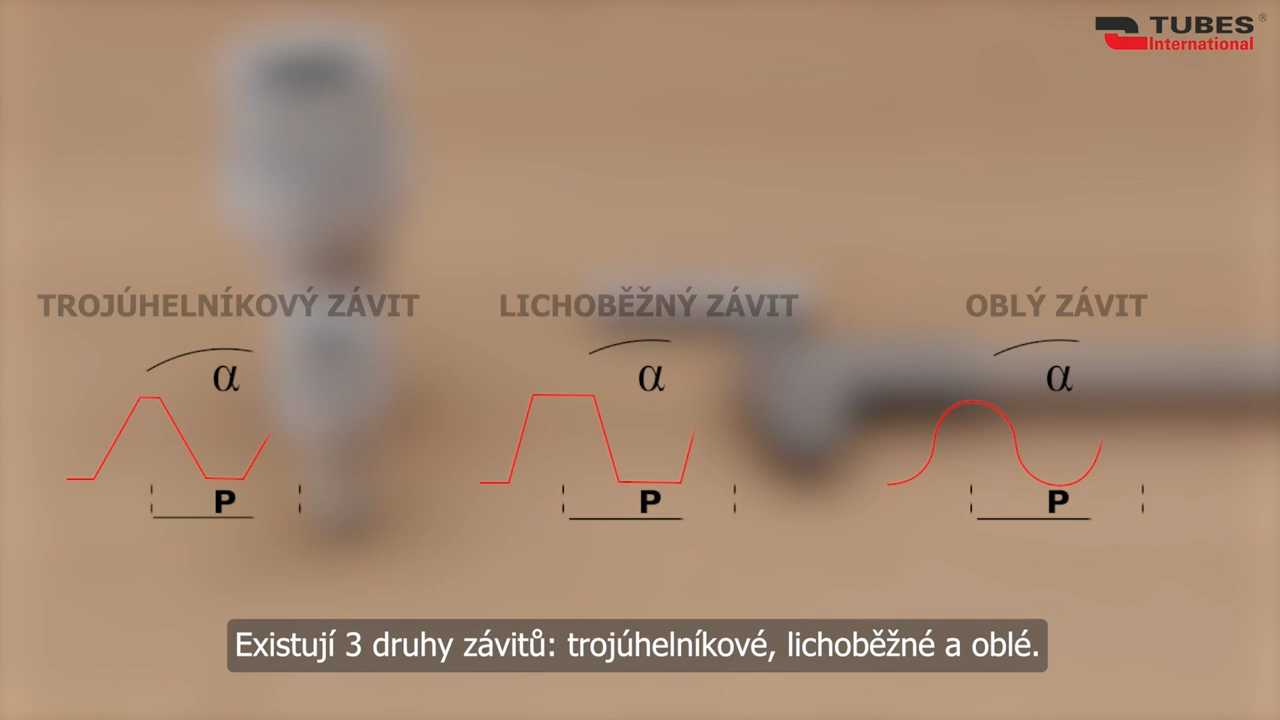 TUBES®
International
TROJÚHELNÍKOVÝ ZÁVIT
LICHOBĚŽNÝ ZÁVIT
OBLÝ ZÁVIT
α
α
α
P
P
P
Existují 3 druhy závitů: trojúhelníkové, lichoběžné a oblé.